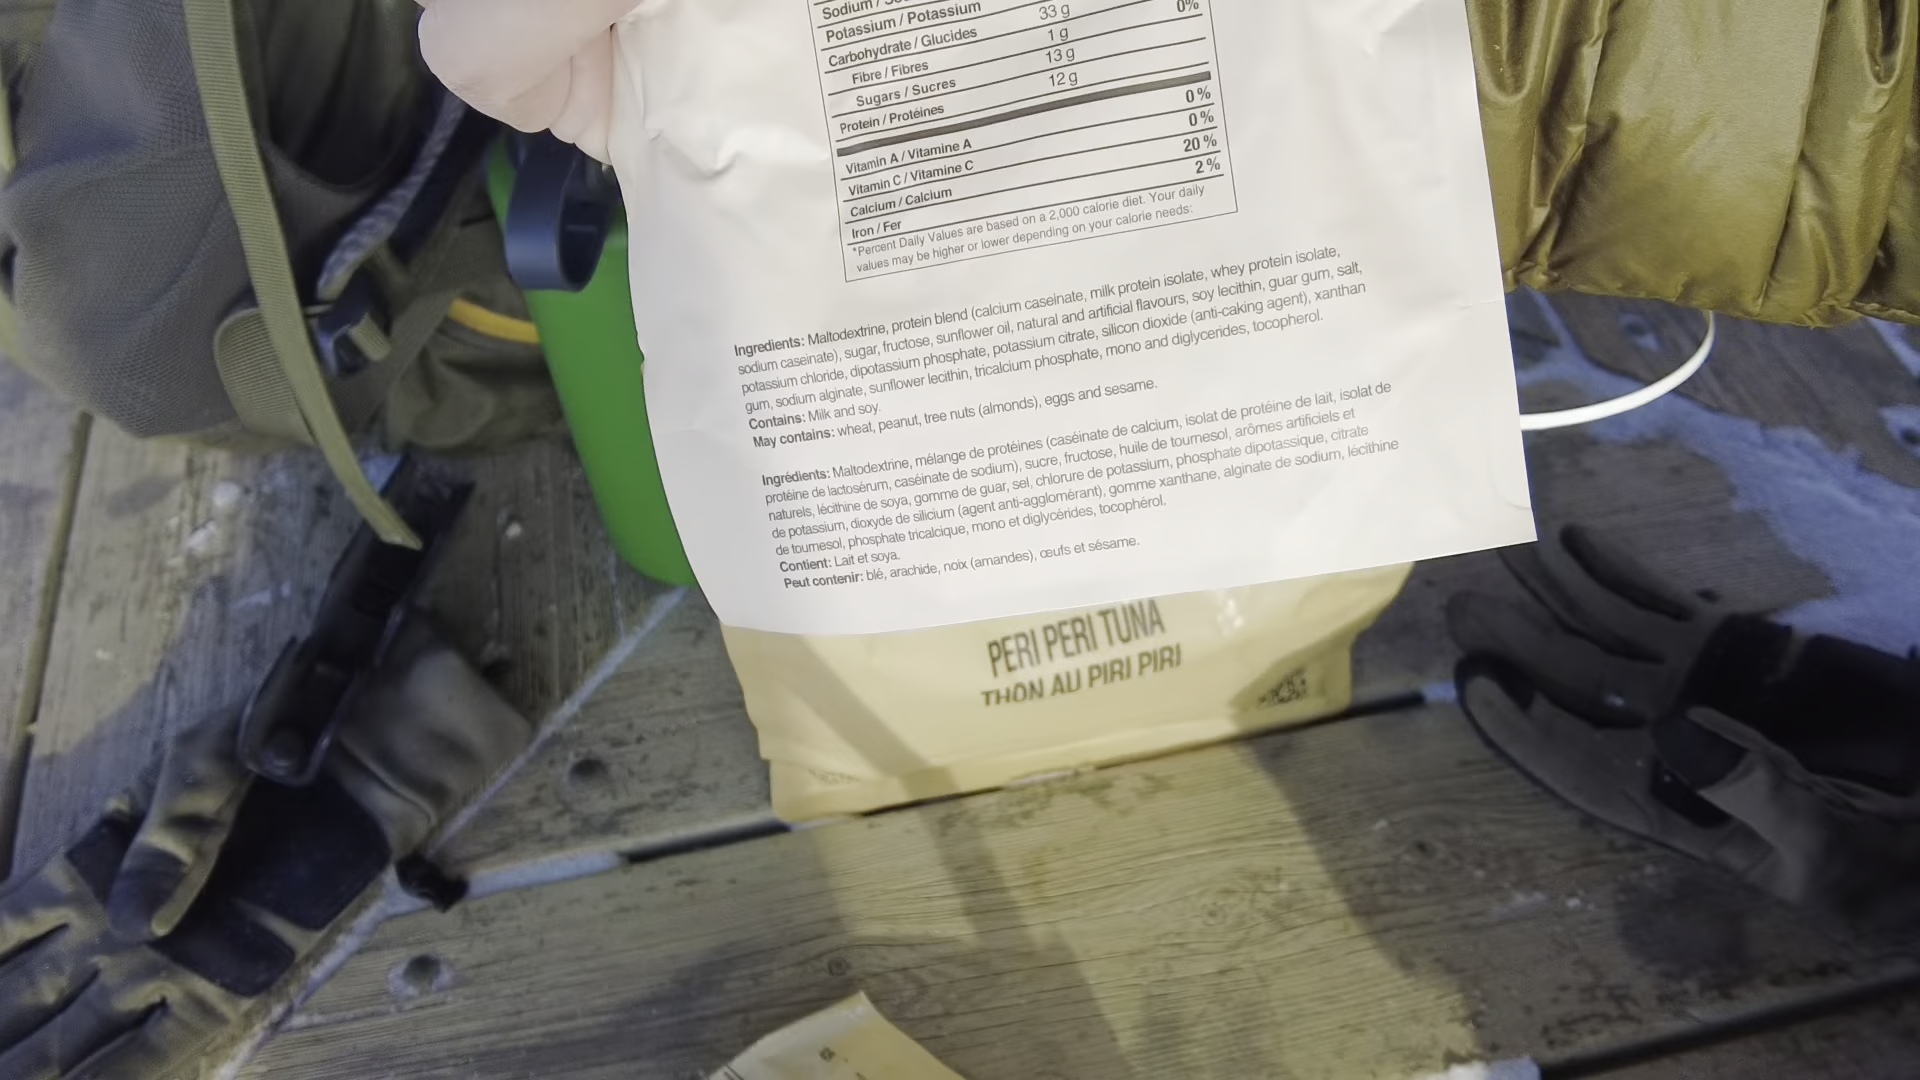 Sodium /
Potassium / Potassium 0%
Carbohydrate / Glucides 33 g
Fibre / Fibres 1 g
Sugars / Sucres 13 g
Protein / Protéines 12 g
Vitamin A / Vitamine A 0 %
Vitamin C / Vitamine C 0 %
Calcium / Calcium 20 %
Iron / Fer 2 %
*Percent Daily Values are based on a 2,000 calorie diet. Your daily
values may be higher or lower depending on your calorie needs:
Ingredients: Maltodextrine, protein blend (calcium caseinate, milk protein isolate, whey protein isolate,
sodium caseinate), sugar, fructose, sunflower oil, natural and artificial flavours, soy lecithin, guar gum, salt,
potassium chloride, dipotassium phosphate, potassium citrate, silicon dioxide (anti-caking agent), xanthan
gum, sodium alginate, sunflower lecithin, tricalcium phosphate, mono and diglycerides, tocopherol.
Contains: Milk and soy.
May contains: wheat, peanut, tree nuts (almonds), eggs and sesame.
Ingrédients: Maltodextrine, mélange de protéines (caséinate de calcium, isolat de protéine de lait, isolat de
protéine de lactosérum, caséinate de sodium), sucre, fructose, huile de tournesol, arômes artificiels et
naturels, lécithine de soya, gomme de guar, sel, chlorure de potassium, phosphate dipotassique, citrate
de potassium, dioxyde de silicium (agent anti-agglomérant), gomme xanthane, alginate de sodium, lécithine
de tournesol, phosphate tricalcique, mono et diglycérides, tocophérol.
Contient: Lait et soya.
Peut contenir: blé, arachide, noix (amandes), œufs et sésame.
PERI PERI TUNA
THON AU PIRI PIRI